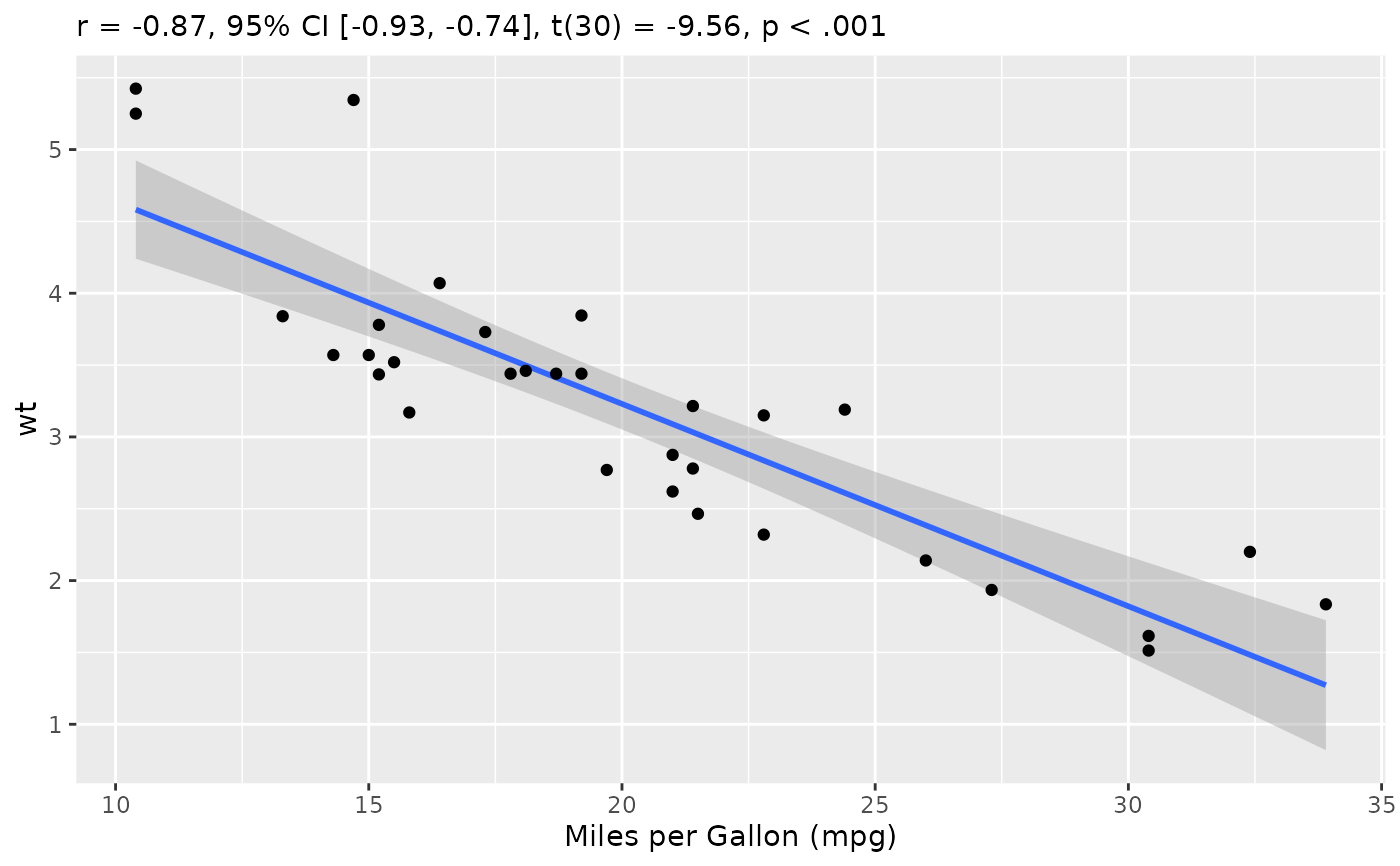 r = -0.87, 95% CI [-0.93, -0.74], t(30) = -9.56, p < .001
5
4
3
2
1
wt
10 15 20 25 30 35
Miles per Gallon (mpg)